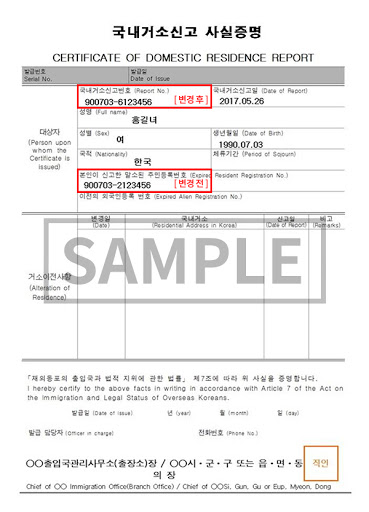 국내거소신고 사실증명
CERTIFICATE OF DOMESTIC RESIDENCE REPORT
발급번호
Serial No.
발급일
Date of Issue
대상자
(Person upon
whom the
Certificate is
issued)
국내거소신고번호 (Report No.)
900703-6123456 [변경후]
국내거소신고일 (Date of Report)
2017.05.26
성명 (Full name)
홍길녀
성별 (Sex)
여
생년월일 (Date of Birth)
1990.07.03
국적 (Nationality)
한국
체류기간 (Period of Sojourn)
본인이 신고한 말소된 주민등록번호 (Expired Resident Registration No.)
900703-2123456 [변경전]
이전의 외국인등록 번호 (Expired Alien Registration No.)
거소이전사항
(Alteration of
Residence)
변경일
(Date)
국내거소
(Residential Address in Korea)
신고일
(Date of Report)
비고
(Remarks)
SAMPLE
「재외동포의 출입국과 법적 지위에 관한 법률」 제7조에 따라 위 사실을 증명합니다.
I hereby certify to the above facts in writing in accordance with Article 7 of the Act on
the Immigration and Legal Status of Overseas Koreans.
발급일 (Date of Issue) 년 (year) 월 (month) 일 (day)
발급 담당자 (Officer in charge) 전화번호 (Phone No.)
○○출입국관리사무소(출장소)장 / ○○시ㆍ군ㆍ구 또는 읍ㆍ면ㆍ동
의 장
직인
Chief of ○○ Immigration Office(Branch Office) / Chief of ○○Si, Gun, Gu or Eup, Myeon, Dong